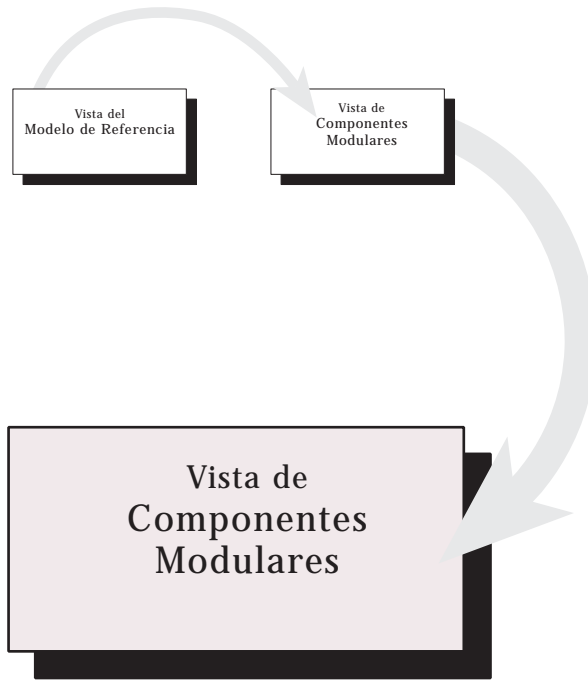 Vista del
Modelo de Referencia
Vista de
Componentes
Modulares
Vista de
Componentes
Modulares